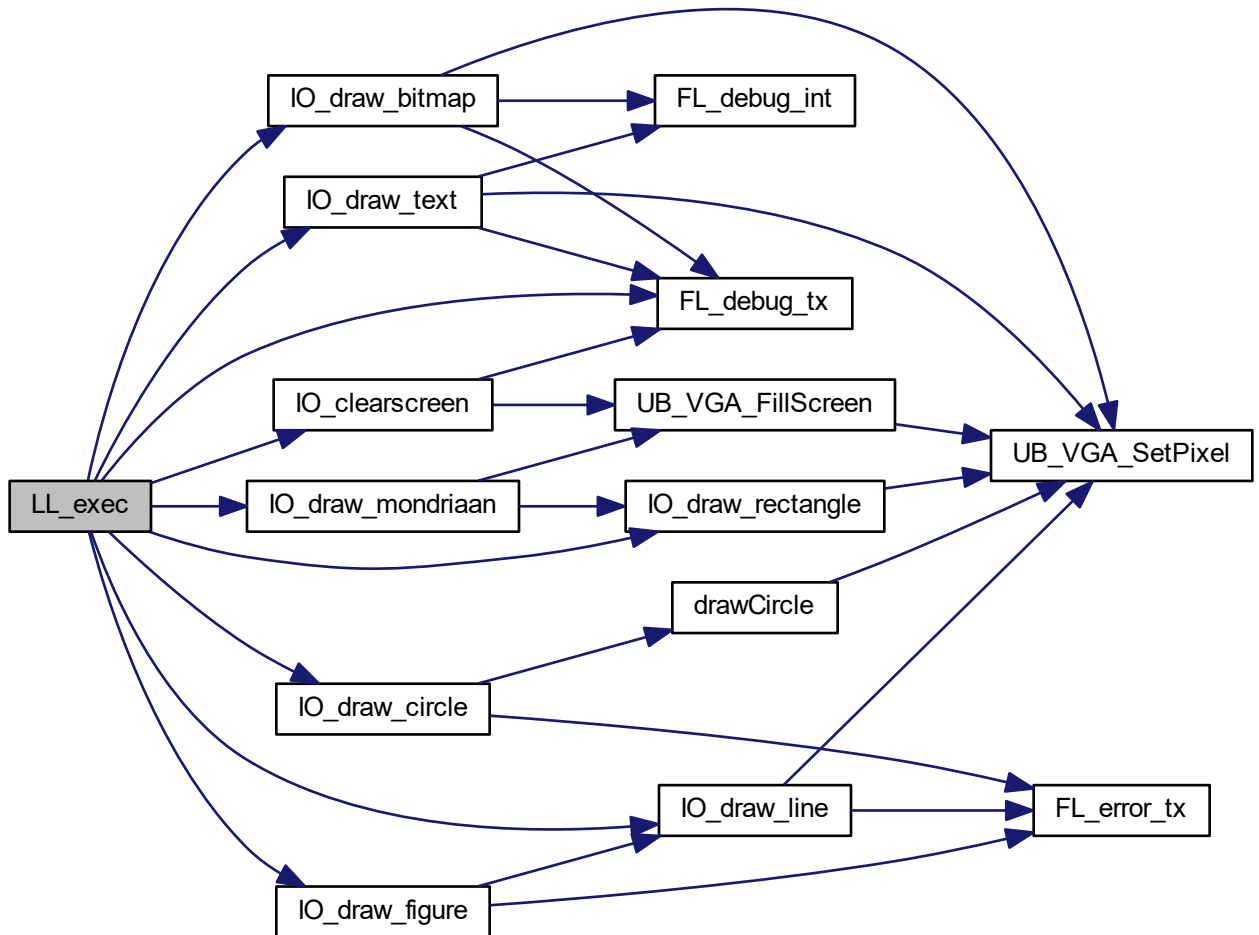 IO_draw_bitmap
FL_debug_int
IO_draw_text
FL_debug_tx
IO_clearscreen
UB_VGA_FillScreen
UB_VGA_SetPixel
LL_exec
IO_draw_mondriaan
IO_draw_rectangle
drawCircle
IO_draw_circle
IO_draw_line
FL_error_tx
IO_draw_figure